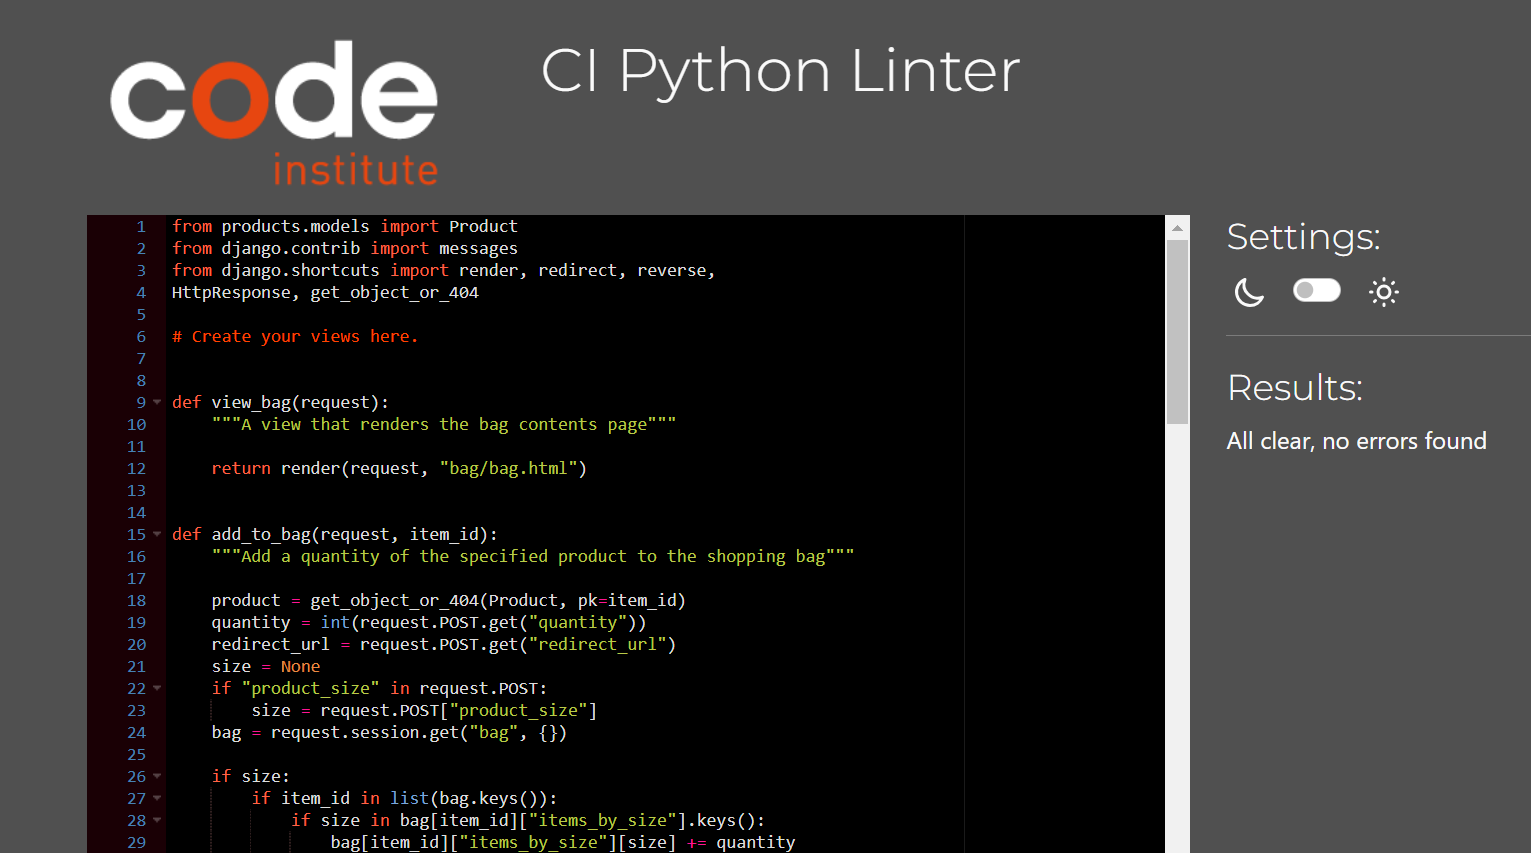 code
institute
CI Python Linter
1 from products.models import Product
2 from django.contrib import messages
3 from django.shortcuts import render, redirect, reverse,
4 HttpResponse, get_object_or_404
5
6 # Create your views here.
7
8
9 def view_bag(request):
10     """A view that renders the bag contents page"""
11
12     return render(request, "bag/bag.html")
13
14
15 def add_to_bag(request, item_id):
16     """Add a quantity of the specified product to the shopping bag"""
17
18     product = get_object_or_404(Product, pk=item_id)
19     quantity = int(request.POST.get("quantity"))
20     redirect_url = request.POST.get("redirect_url")
21     size = None
22     if "product_size" in request.POST:
23         size = request.POST["product_size"]
24     bag = request.session.get("bag", {})
25
26     if size:
27         if item_id in list(bag.keys()):
28             if size in bag[item_id]["items_by_size"].keys():
29                 bag[item_id]["items_by_size"][size] += quantity
Settings:
Results:
All clear, no errors found